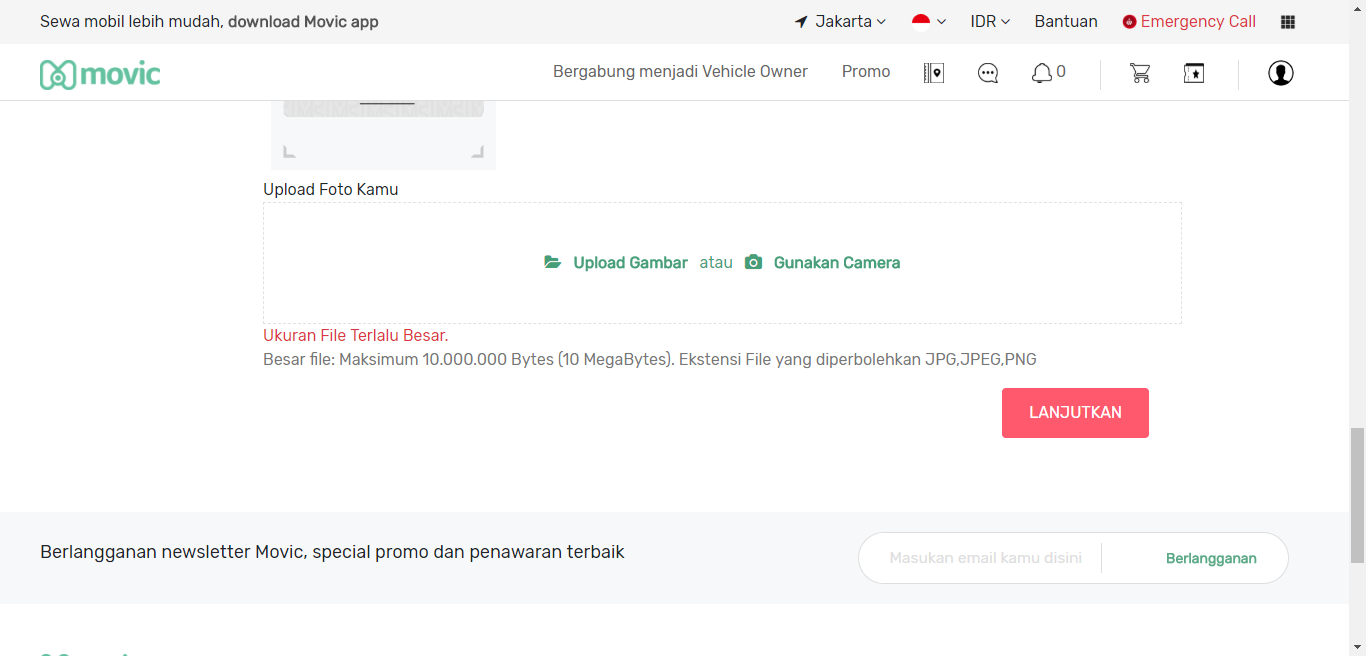 Sewa mobil lebih mudah, download Movic app
Jakarta
IDR
Bantuan
Emergency Call
movic
Bergabung menjadi Vehicle Owner
Promo
0
Upload Foto Kamu
Upload Gambar atau Gunakan Camera
Ukuran File Terlalu Besar.
Besar file: Maksimum 10.000.000 Bytes (10 MegaBytes). Ekstensi File yang diperbolehkan JPG,JPEG,PNG
LANJUTKAN
Berlangganan newsletter Movic, special promo dan penawaran terbaik
Masukan email kamu disini
Berlangganan